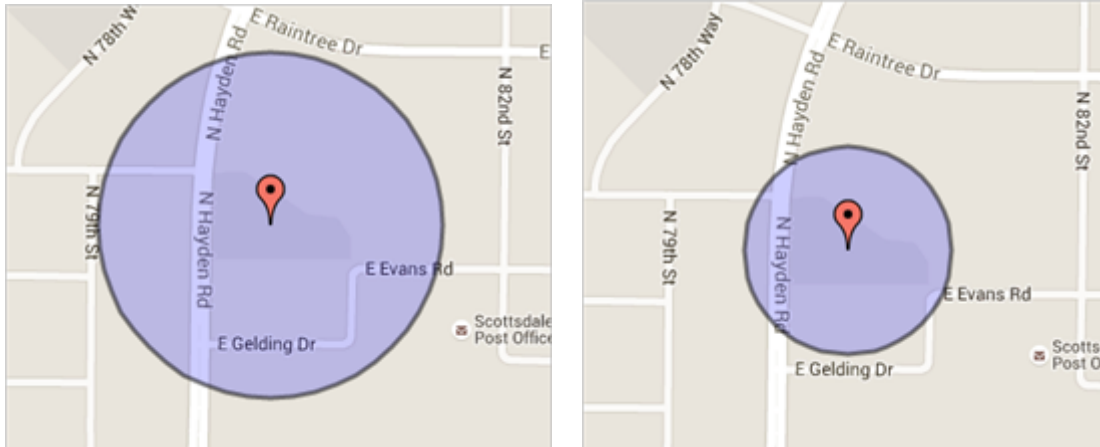 N 78th W
E Raintree Dr
E
N Hayden Rd
N 82nd St
N 79th St
N Hayden Rd
E Evans Rd
E Gelding Dr
Scottsdale
Post Office
N 78th Way
E Raintree Dr
N Hayden Rd
N 82nd St
N 79th St
N Hayden Rd
E Evans Rd
E Gelding Dr
Scotts
Post O